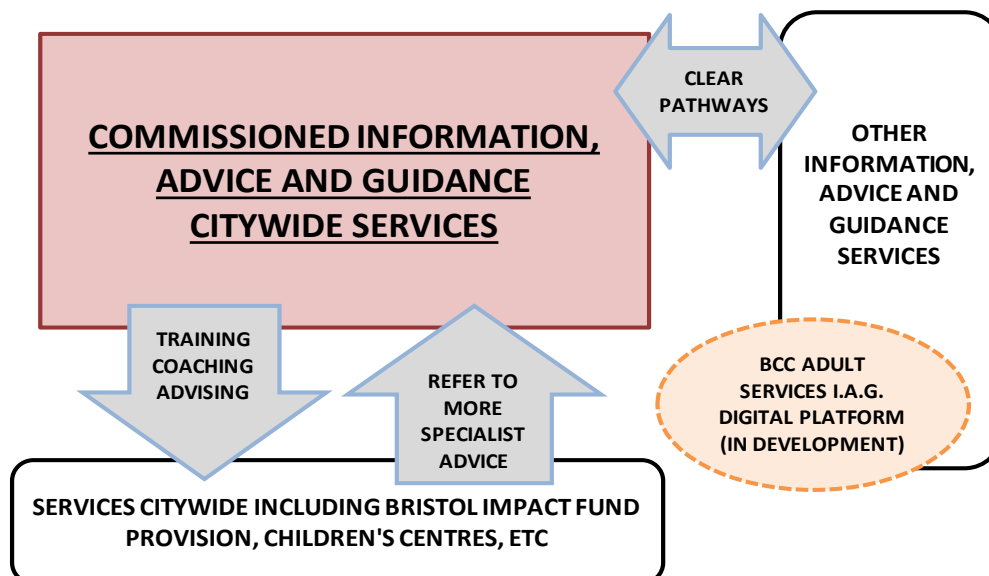 COMMISSIONED INFORMATION,
ADVICE AND GUIDANCE
CITYWIDE SERVICES
CLEAR
PATHWAYS
OTHER
INFORMATION,
ADVICE AND
GUIDANCE
SERVICES
TRAINING
COACHING
ADVISING
REFER TO
MORE
SPECIALIST
ADVICE
BCC ADULT
SERVICES I.A.G.
DIGITAL PLATFORM
(IN DEVELOPMENT)
SERVICES CITYWIDE INCLUDING BRISTOL IMPACT FUND
PROVISION, CHILDREN'S CENTRES, ETC